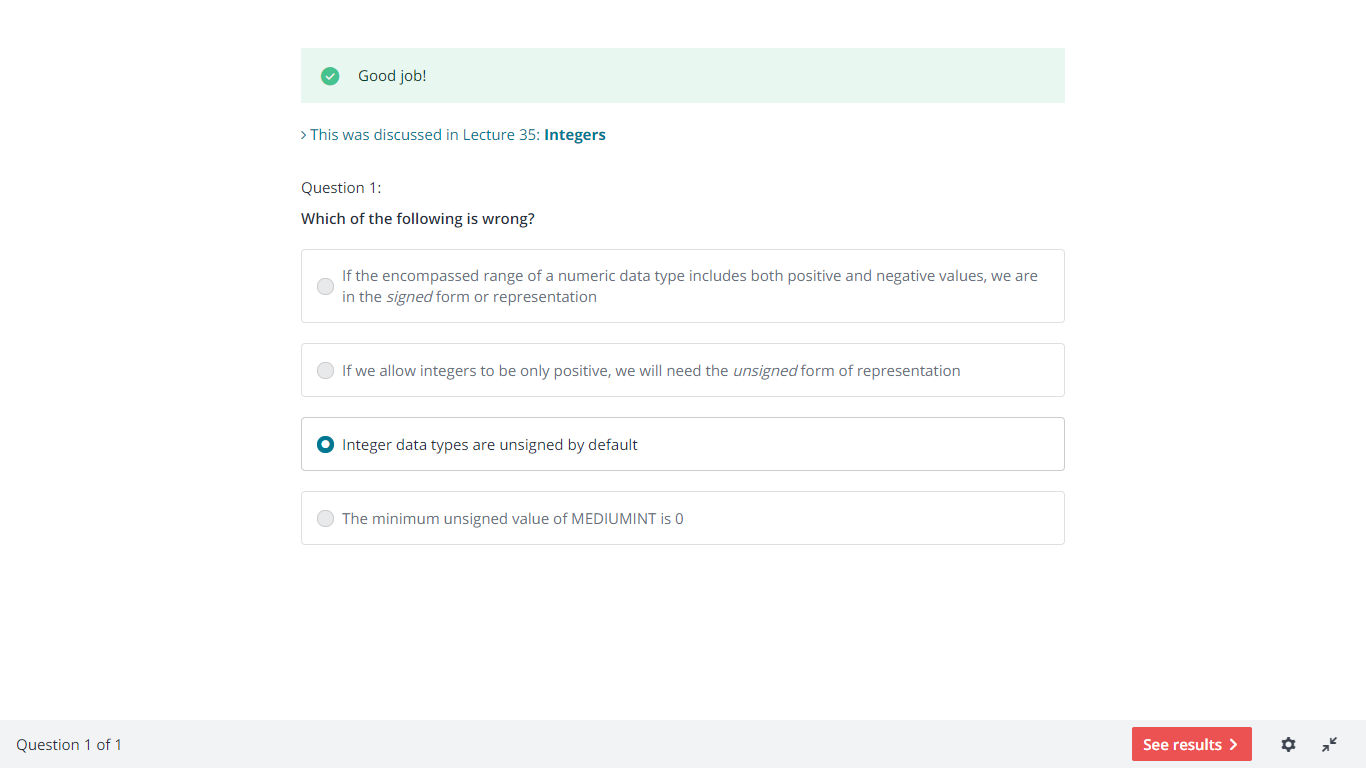 Good job!
> This was discussed in Lecture 35: Integers
Question 1:
Which of the following is wrong?
If the encompassed range of a numeric data type includes both positive and negative values, we are
in the signed form or representation
If we allow integers to be only positive, we will need the unsigned form of representation
Integer data types are unsigned by default
The minimum unsigned value of MEDIUMINT is 0
Question 1 of 1
See results >